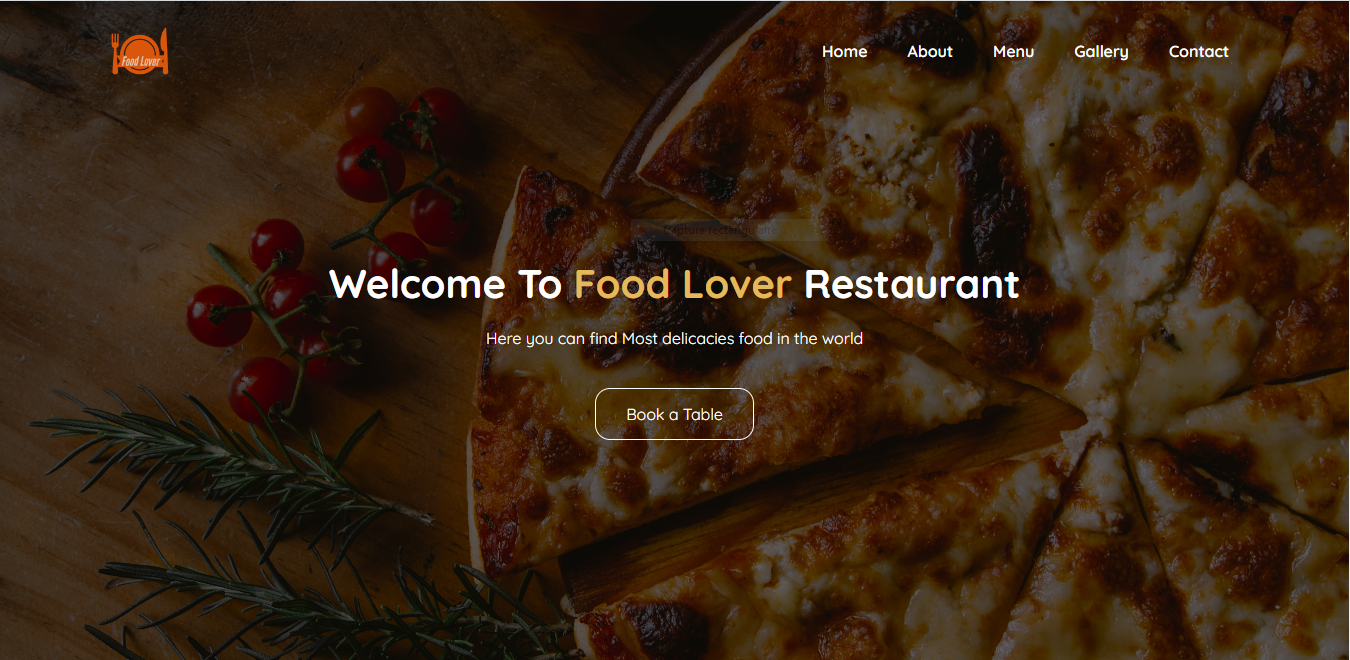 Food Lover
Home About Menu Gallery Contact
Welcome To Food Lover Restaurant
Here you can find Most delicacies food in the world
Book a Table